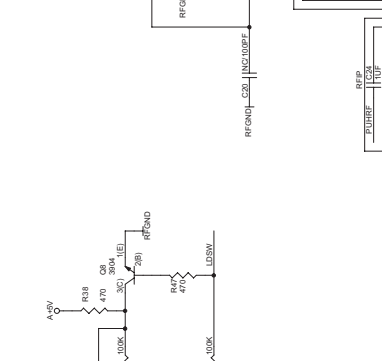 RFG
NC/100PF
C20
RFGND
RFIP
C24
1UF
PUHRF
RFGND
1(E)
2(B)
Q8
3904
3(C)
LDSW
A+5V
R38
470
R47
470
100K
100K